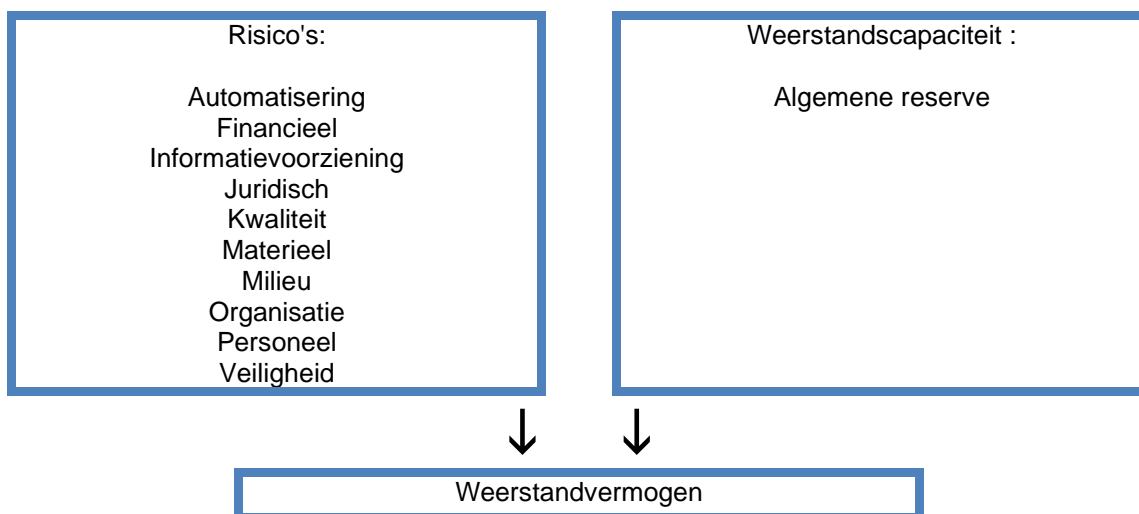 Risico's:
Automatisering
Financieel
Informatievoorziening
Juridisch
Kwaliteit
Materieel
Milieu
Organisatie
Personeel
Veiligheid
Weerstandscapaciteit :
Algemene reserve
Weerstandvermogen